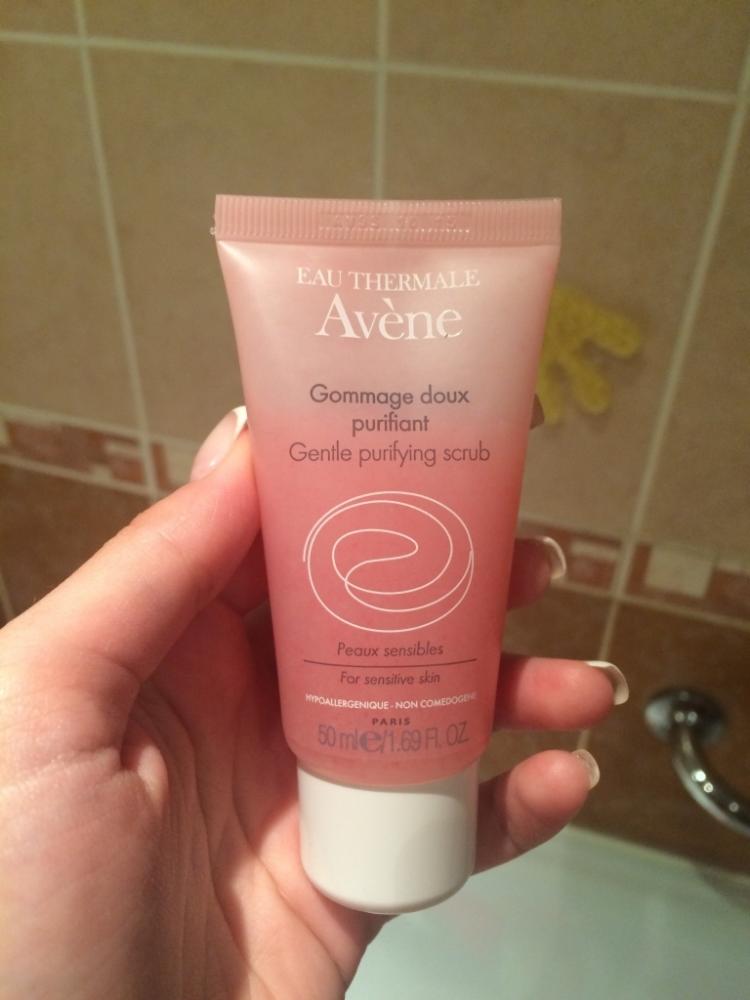 EAU THERMALE
Avène
Gommage doux
purifiant
Gentle purifying scrub
Peaux sensibles
For sensitive skin
HYPOALLERGENIQUE - NON COMEDOGENE
PARIS
50 ml e/1.69 FL. OZ.